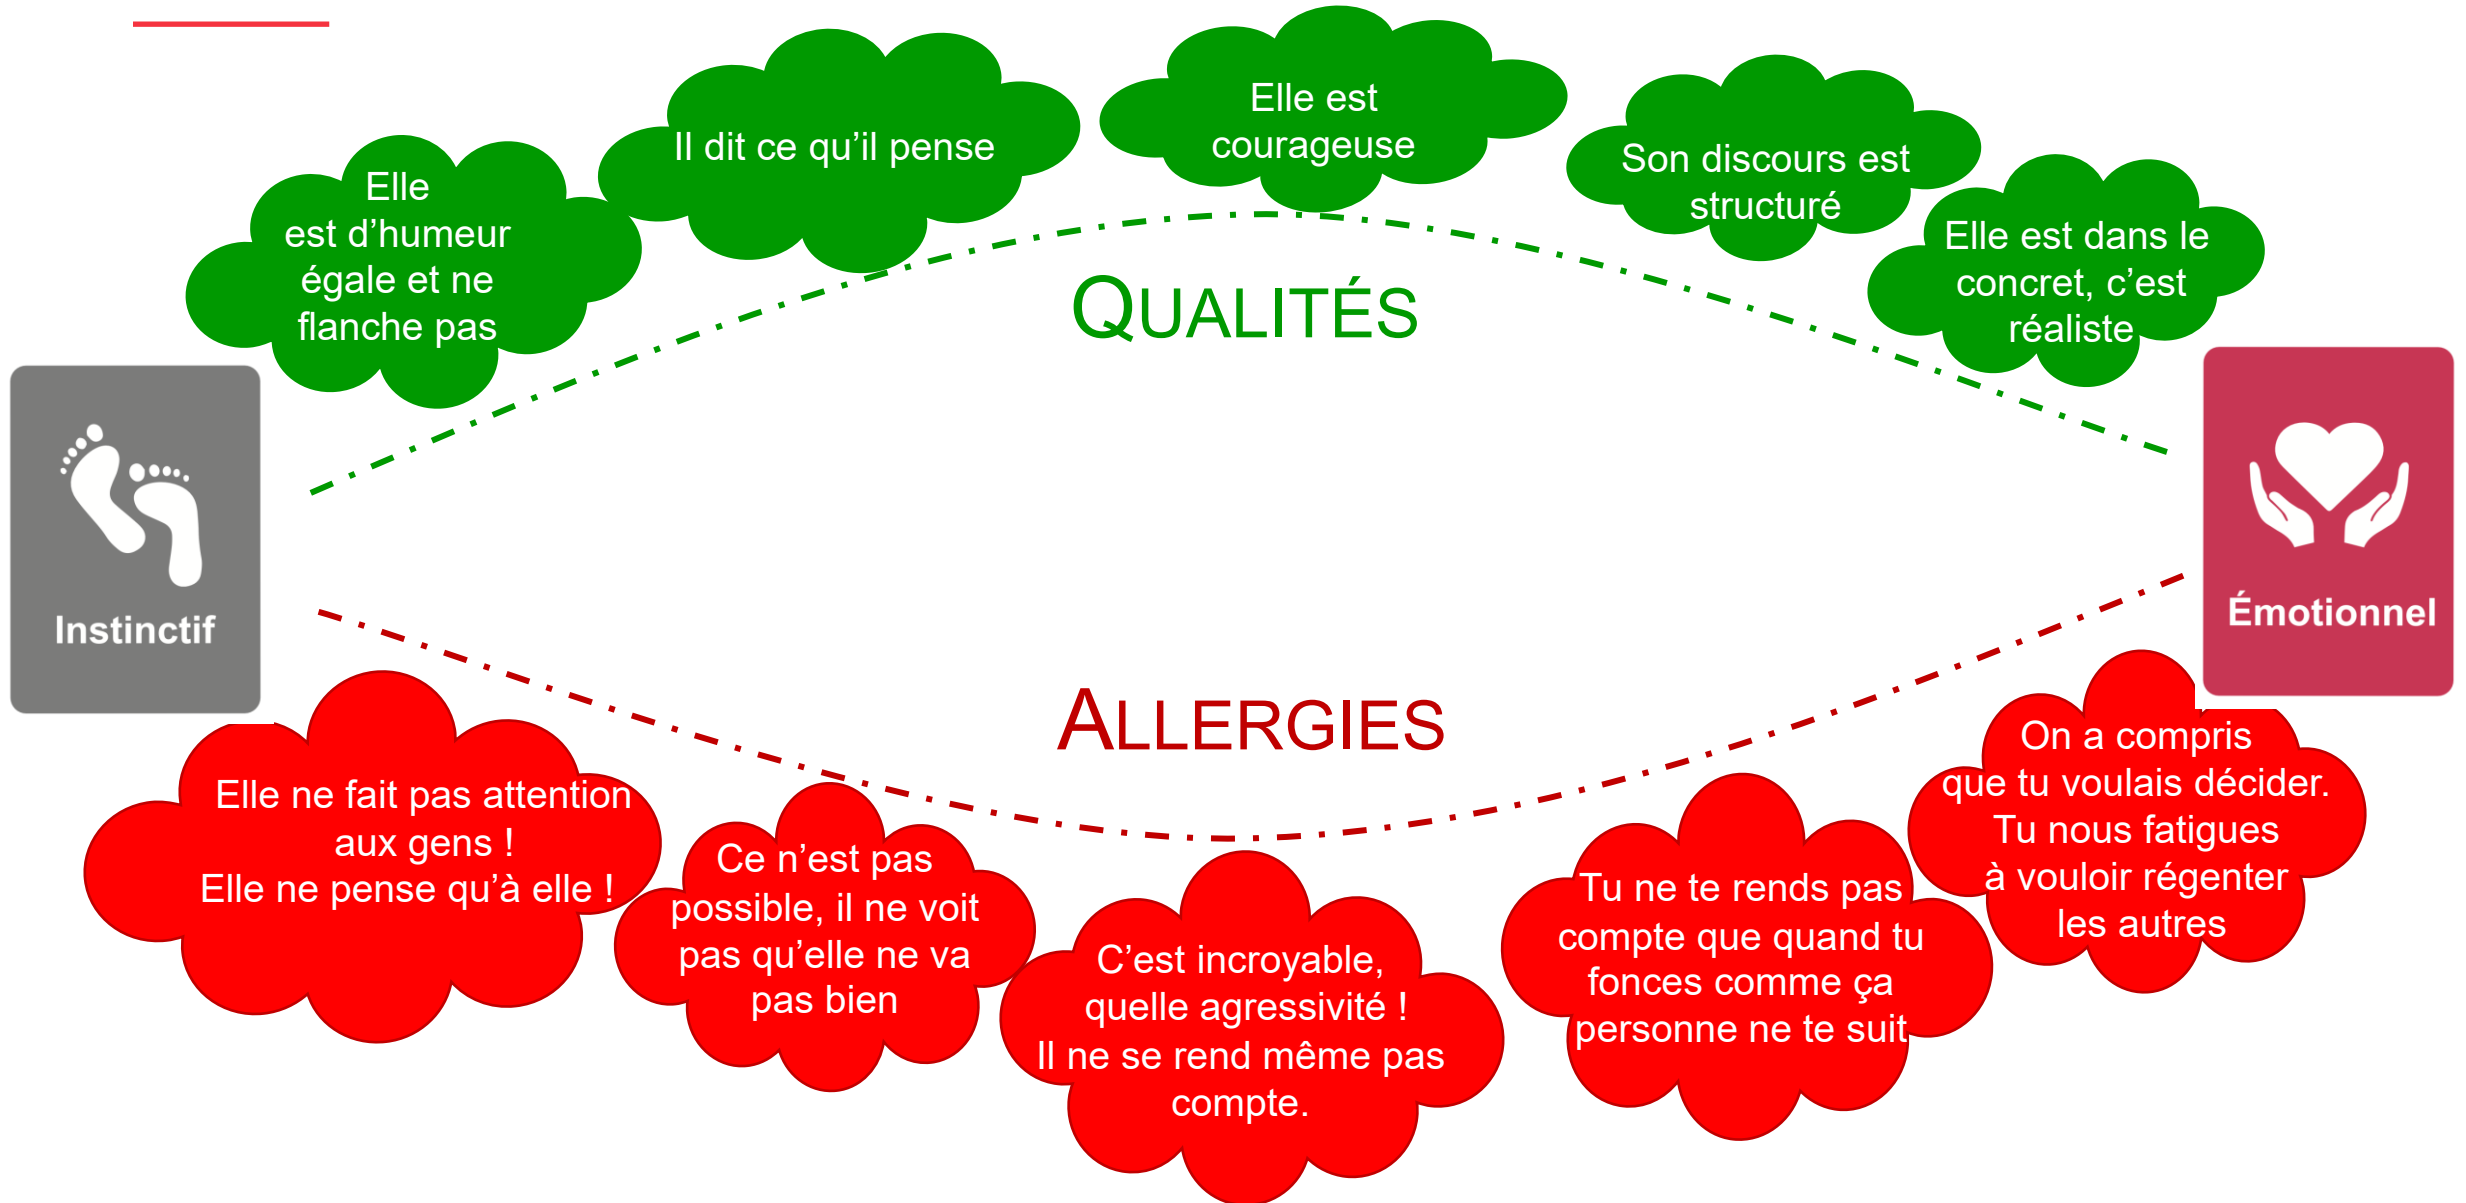 Elle
est d’humeur
égale et ne
flanche pas
Il dit ce qu’il pense
Elle est
courageuse
Son discours est
structuré
Elle est dans le
concret, c’est
réaliste
QUALITÉS
Instinctif
Émotionnel
ALLERGIES
Elle ne fait pas attention
aux gens !
Elle ne pense qu’à elle !
Ce n’est pas
possible, il ne voit
pas qu’elle ne va
pas bien
C’est incroyable,
quelle agressivité !
Il ne se rend même pas
compte.
Tu ne te rends pas
compte que quand tu
fonces comme ça
personne ne te suit
On a compris
que tu voulais décider.
Tu nous fatigues
à vouloir régenter
les autres